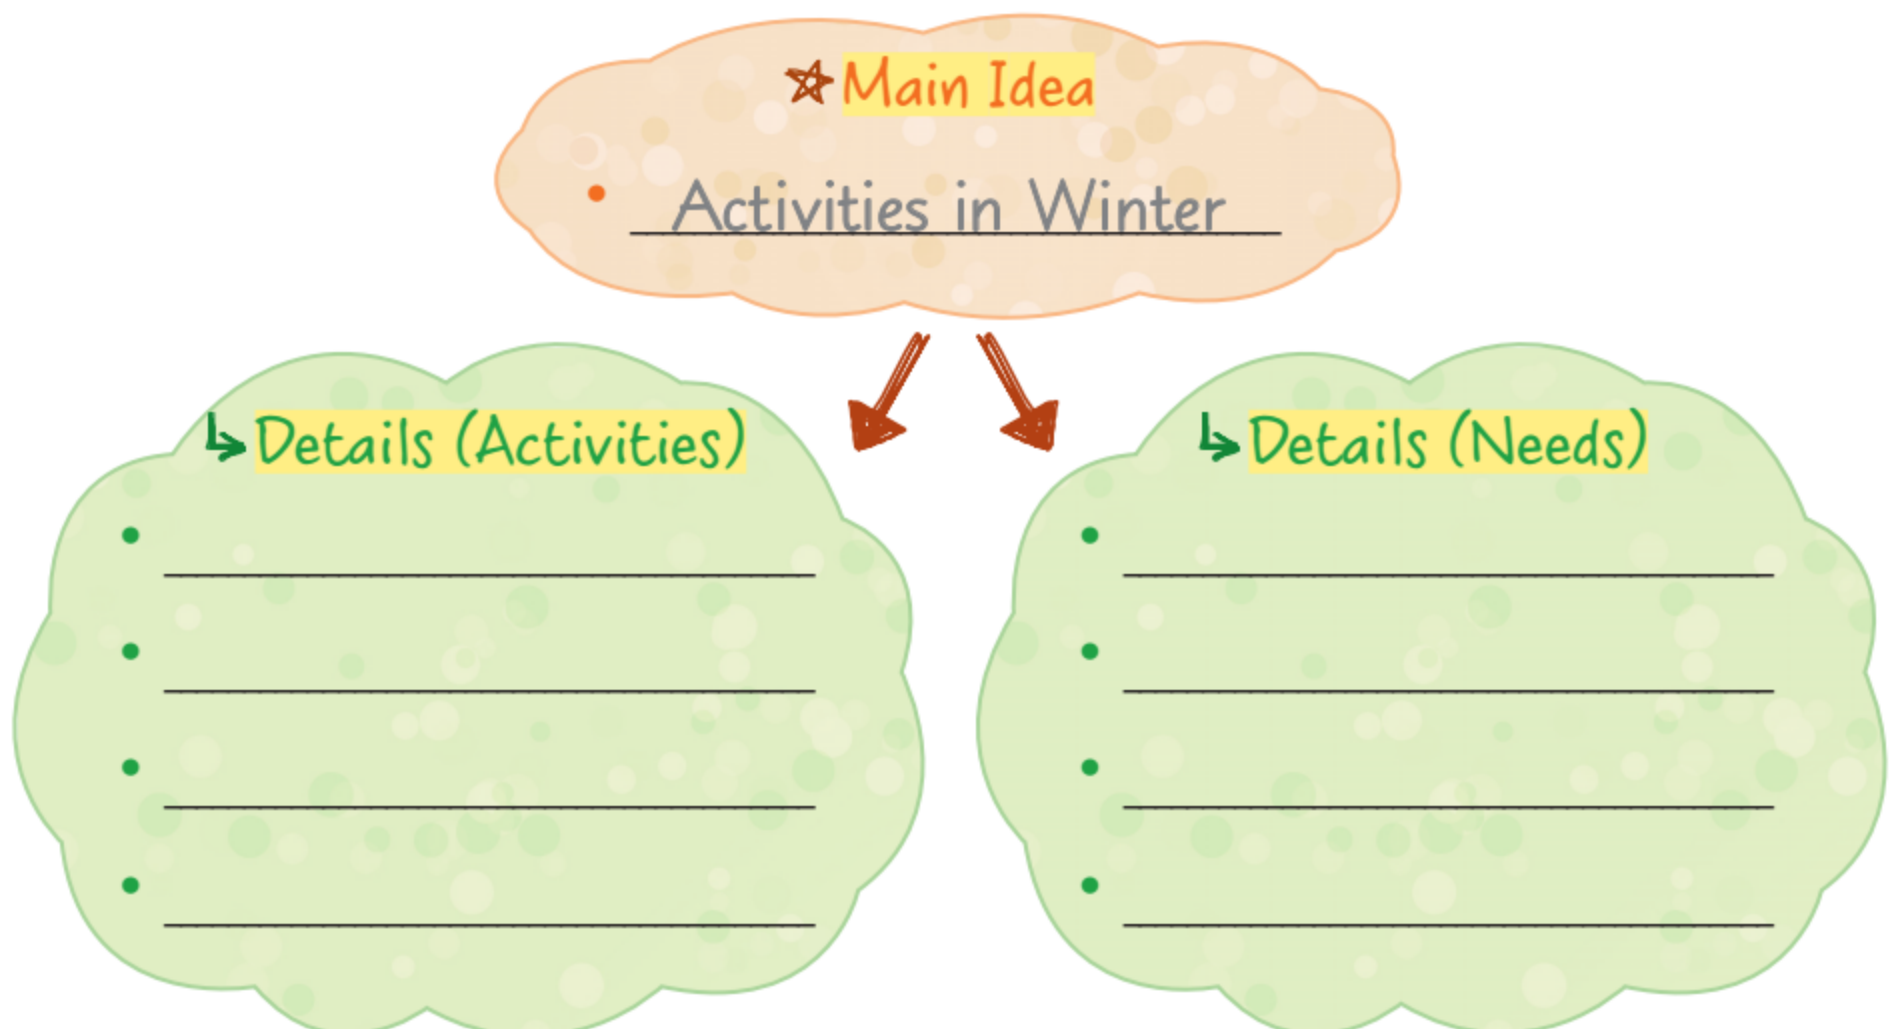 Main Idea
Activities in Winter
Details (Activities)
Details (Needs)